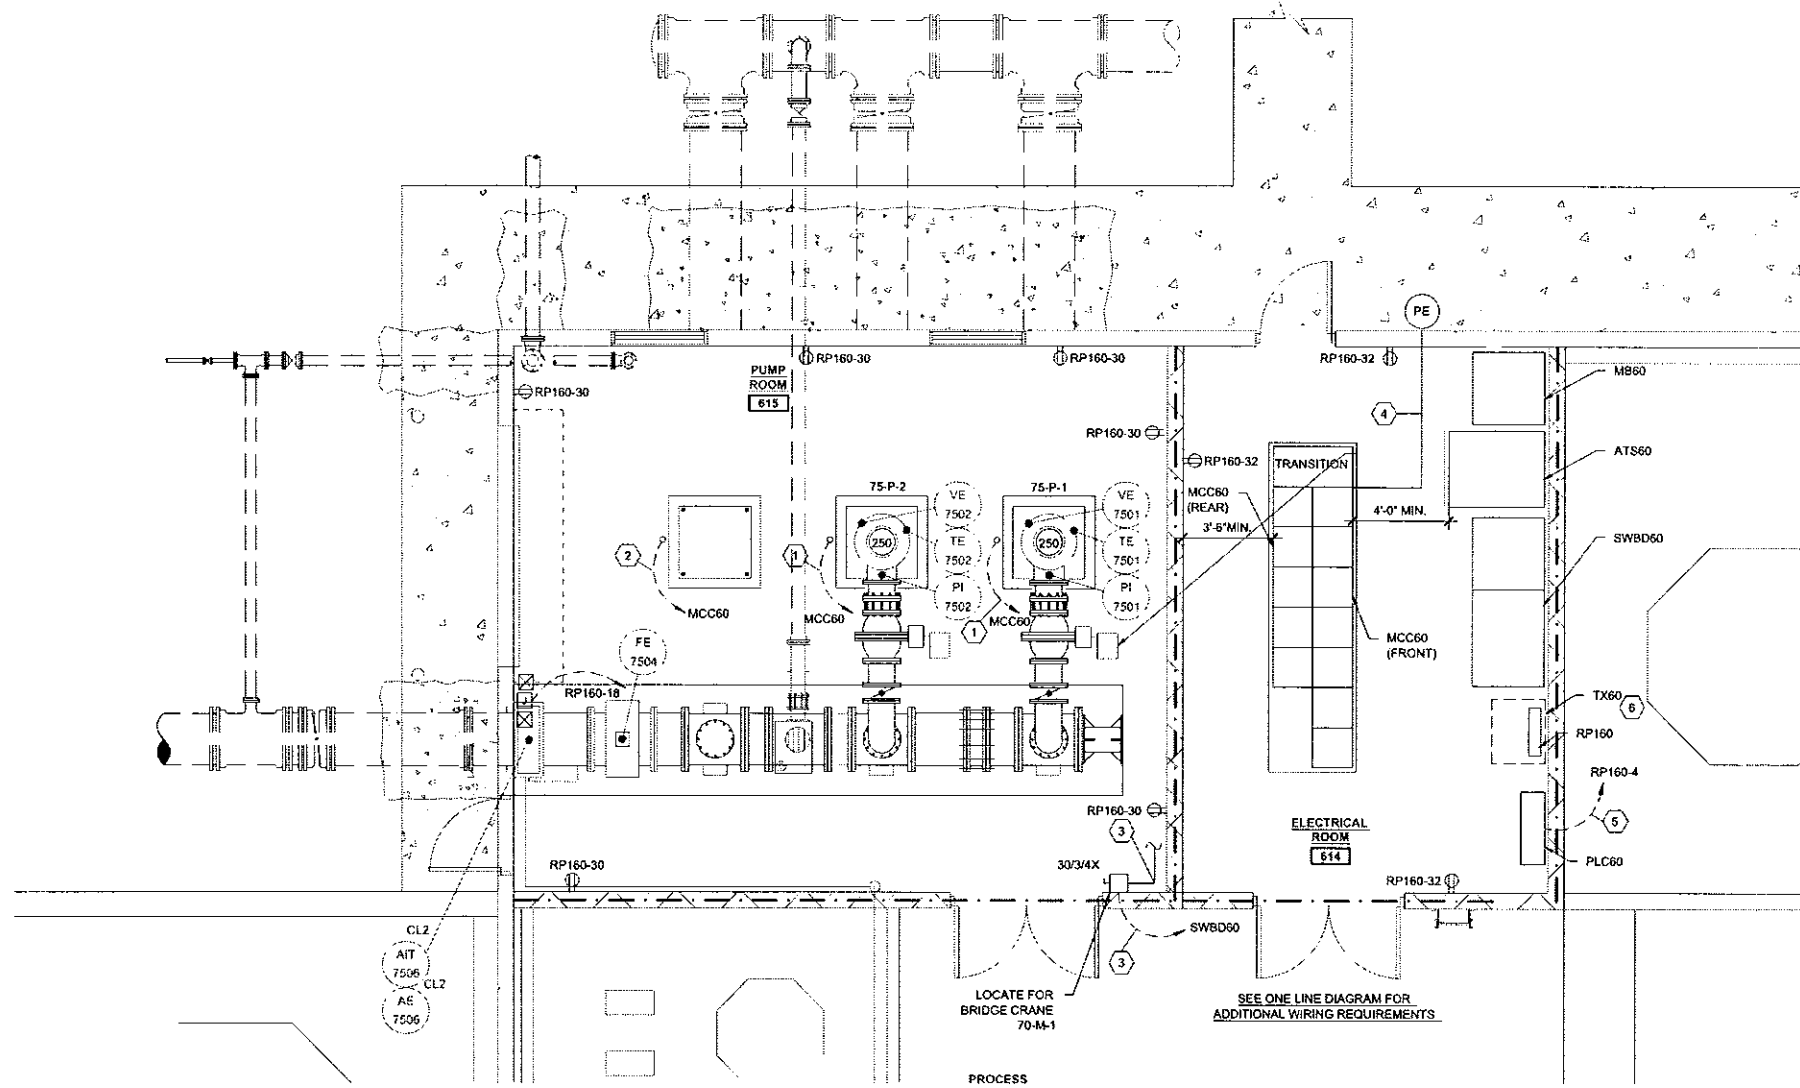 PE
RP160-30
RP160-30
RP160-32
MB60
PUMP
ROOM
615
RP160-30
4
RP160-30
RP160-32
TRANSITION
ATS60
75-P-2
75-P-1
VE
7502
VE
7501
MCC60
(REAR)
4'-0" MIN.
3'-6"MIN.
SWBD60
250
250
TE
7502
TE
7501
2
1
1
PI
7502
PI
7501
MCC60
MCC60
MCC60
MCC60
(FRONT)
FE
7504
RP160-18
J
TX60
6
RP160
RP160-4
5
RP160-30
3
ELECTRICAL
ROOM
614
PLC60
RP160-30
30/3/4X
RP160-32
CL2
AIT
7506
CL2
AE
7506
SWBD60
3
LOCATE FOR
BRIDGE CRANE
70-M-1
SEE ONE LINE DIAGRAM FOR
ADDITIONAL WIRING REQUIREMENTS
PROCESS